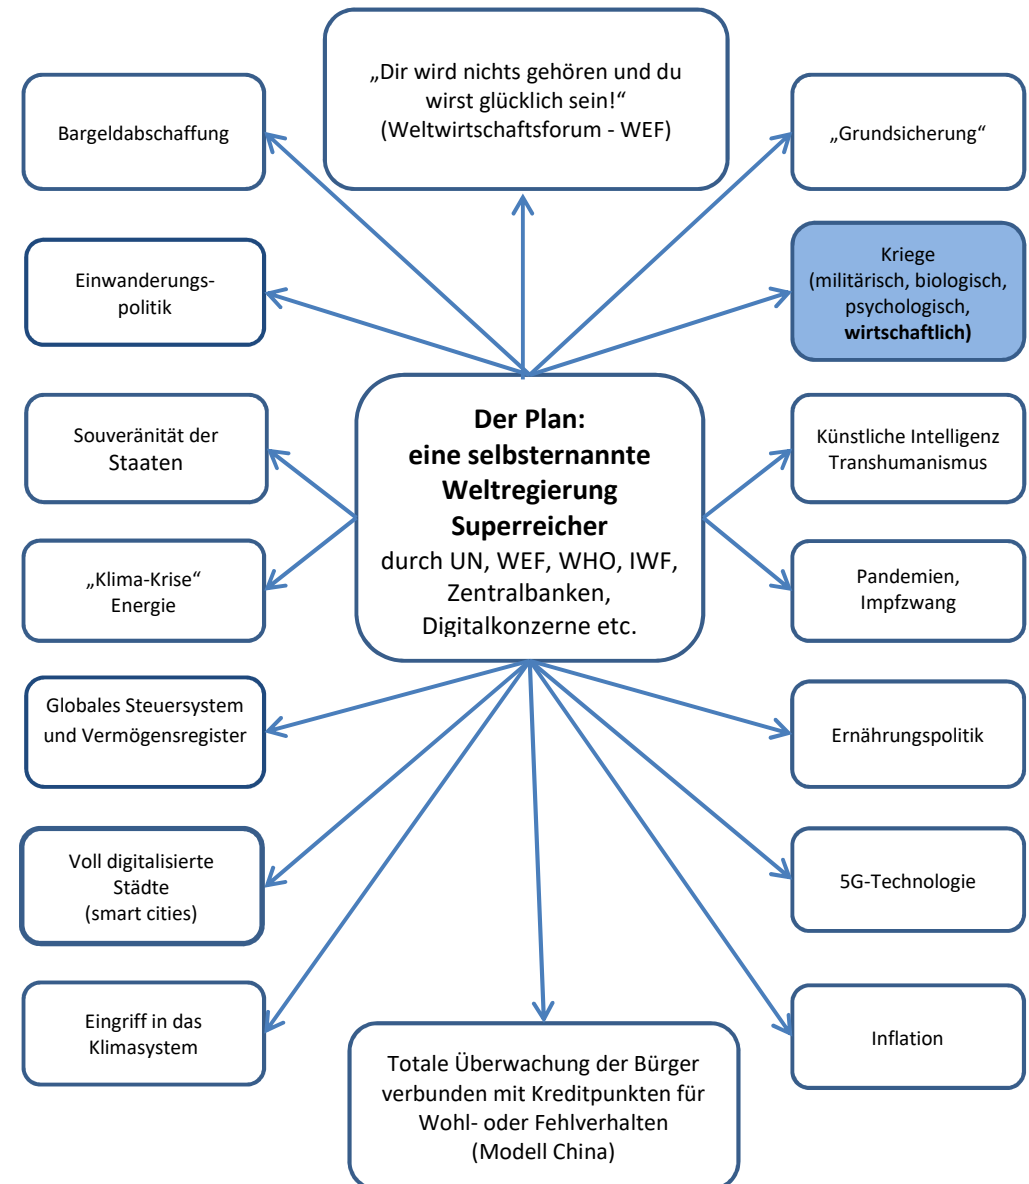 „Dir wird nichts gehören und du
wirst glücklich sein!“
(Weltwirtschaftsforum - WEF)
Bargeldabschaffung
„Grundsicherung“
Einwanderungs-
politik
Kriege
(militärisch, biologisch,
psychologisch,
wirtschaftlich)
Souveränität der
Staaten
Der Plan:
eine selbsternannte
Weltregierung
Superreicher
durch UN, WEF, WHO, IWF,
Zentralbanken,
Digitalkonzerne etc.
Künstliche Intelligenz
Transhumanismus
„Klima-Krise“
Energie
Pandemien,
Impfzwang
Globales Steuersystem
und Vermögensregister
Ernährungspolitik
Voll digitalisierte
Städte
(smart cities)
5G-Technologie
Eingriff in das
Klimasystem
Inflation
Totale Überwachung der Bürger
verbunden mit Kreditpunkten für
Wohl- oder Fehlverhalten
(Modell China)